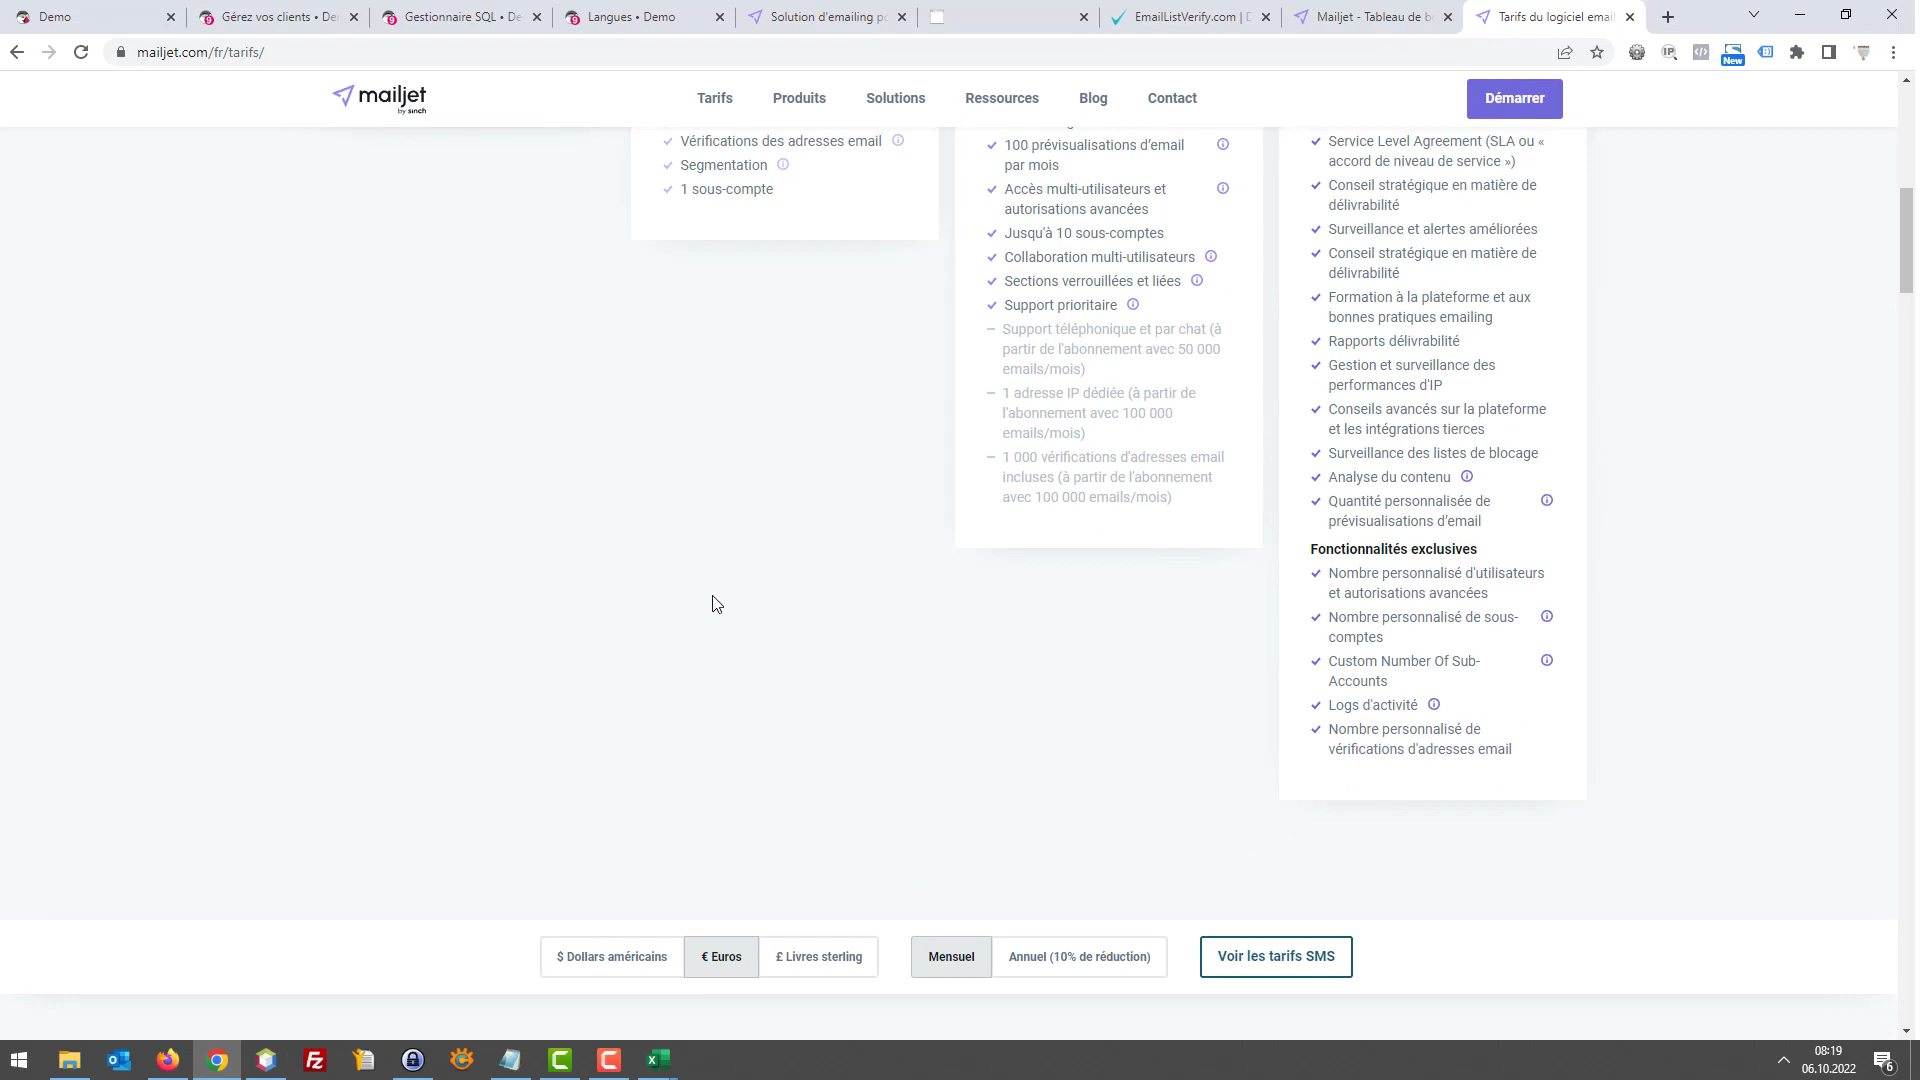 Demo
Gérez vos clients • De
Gestionnaire SQL • De
Langues • Demo
Solution d'emailing po
EmailListVerify.com | D
Mailjet - Tableau de b
Tarifs du logiciel email
mailjet.com/fr/tarifs/
New
mailjet
by sinch
Tarifs
Produits
Solutions
Ressources
Blog
Contact
Démarrer
Vérifications des adresses email
Segmentation
1 sous-compte
100 prévisualisations d'email
par mois
Accès multi-utilisateurs et
autorisations avancées
Jusqu'à 10 sous-comptes
Collaboration multi-utilisateurs
Sections verrouillées et liées
Support prioritaire
Support téléphonique et par chat (à
partir de l'abonnement avec 50 000
emails/mois)
1 adresse IP dédiée (à partir de
l'abonnement avec 100 000
emails/mois)
1 000 vérifications d'adresses email
incluses (à partir de l'abonnement
avec 100 000 emails/mois)
Service Level Agreement (SLA ou «
accord de niveau de service »)
Conseil stratégique en matière de
délivrabilité
Surveillance et alertes améliorées
Conseil stratégique en matière de
délivrabilité
Formation à la plateforme et aux
bonnes pratiques emailing
Rapports délivrabilité
Gestion et surveillance des
performances d'IP
Conseils avancés sur la plateforme
et les intégrations tierces
Surveillance des listes de blocage
Analyse du contenu
Quantité personnalisée de
prévisualisations d'email
Fonctionnalités exclusives
Nombre personnalisé d'utilisateurs
et autorisations avancées
Nombre personnalisé de sous-
comptes
Custom Number Of Sub-
Accounts
Logs d'activité
Nombre personnalisé de
vérifications d'adresses email
$ Dollars américains
€ Euros
£ Livres sterling
Mensuel
Annuel (10% de réduction)
Voir les tarifs SMS
08:19
06.10.2022
6